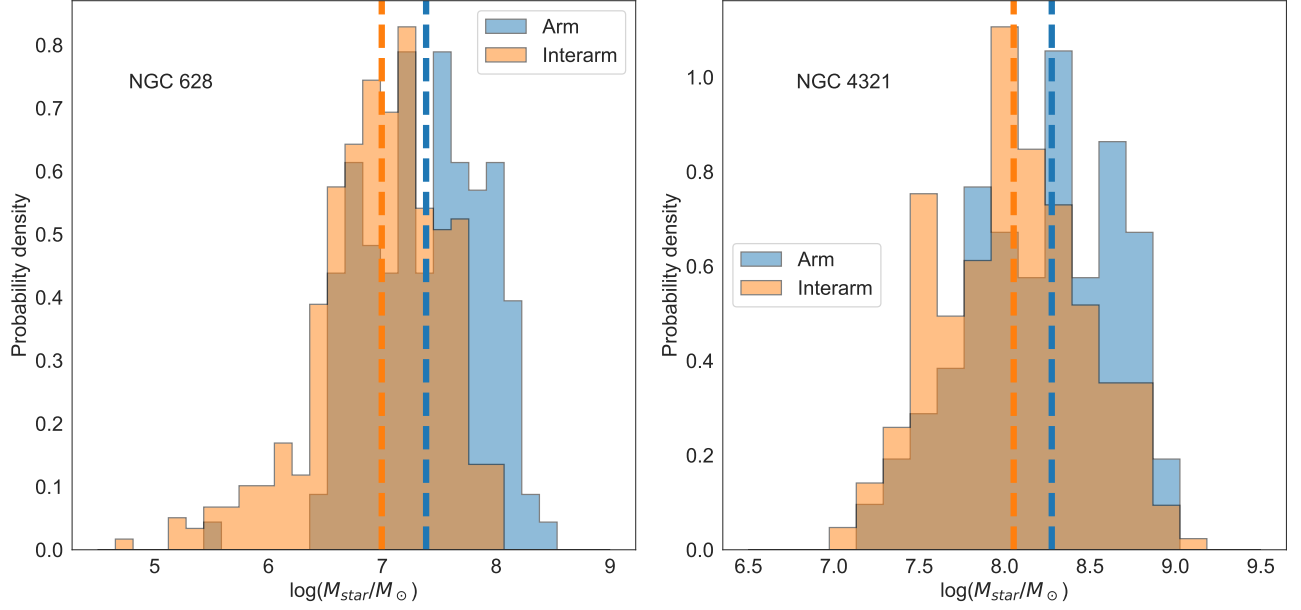 NGC 628
Arm
Interarm
Probability density
0.8
0.7
0.6
0.5
0.4
0.3
0.2
0.1
0.0
5 6 7 8 9
log(M_star/M_⊙)
NGC 4321
Arm
Interarm
Probability density
1.0
0.8
0.6
0.4
0.2
0.0
6.5 7.0 7.5 8.0 8.5 9.0 9.5
log(M_star/M_⊙)